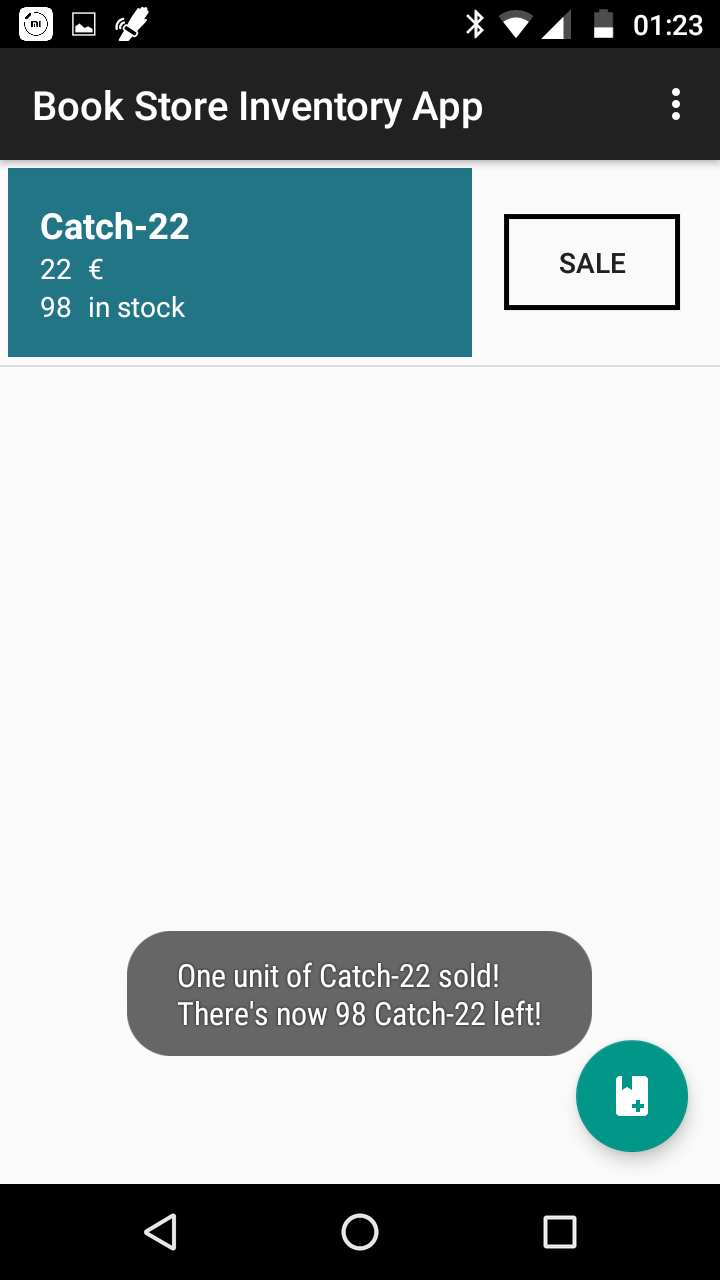 01:23
Book Store Inventory App
Catch-22
22 €
98 in stock
SALE
One unit of Catch-22 sold!
There's now 98 Catch-22 left!